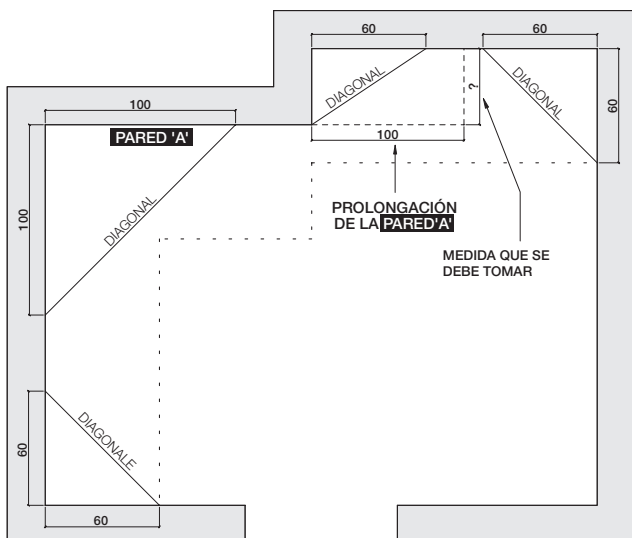 60
60
DIAGONAL
DIAGONAL
60
?
100
PARED 'A'
100
DIAGONAL
100
PROLONGACIÓN
DE LA PARED'A'
MEDIDA QUE SE
DEBE TOMAR
60
DIAGONALE
60